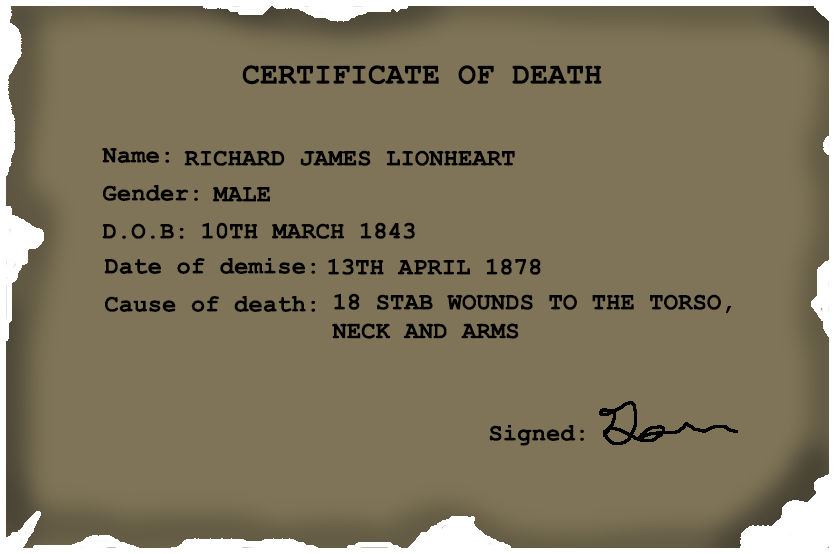 CERTIFICATE OF DEATH
Name: RICHARD JAMES LIONHEART
Gender: MALE
D.O.B: 10TH MARCH 1843
Date of demise: 13TH APRIL 1878
Cause of death: 18 STAB WOUNDS TO THE TORSO,
NECK AND ARMS
Signed: